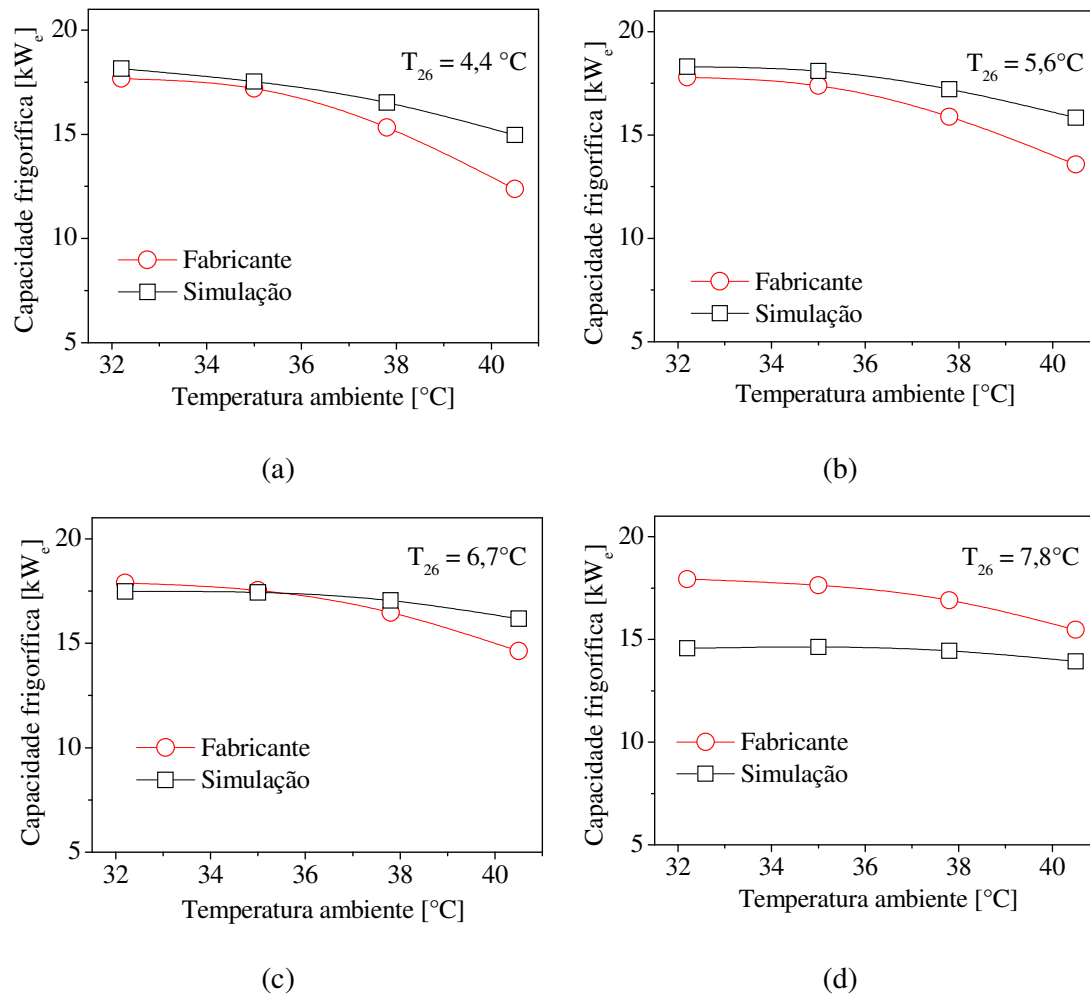 20
15
10
5
Capacidade frigorífica [kWe]
T26 = 4,4 °C
Fabricante
Simulação
32 34 36 38 40
Temperatura ambiente [°C]
(a)
20
15
10
5
Capacidade frigorífica [kWe]
T26 = 5,6°C
Fabricante
Simulação
32 34 36 38 40
Temperatura ambiente [°C]
(b)
20
15
10
5
Capacidade frigorífica [kWe]
T26 = 6,7°C
Fabricante
Simulação
32 34 36 38 40
Temperatura ambiente [°C]
(c)
20
15
10
5
Capacidade frigorífica [kWe]
T26 = 7,8°C
Fabricante
Simulação
32 34 36 38 40
Temperatura ambiente [°C]
(d)